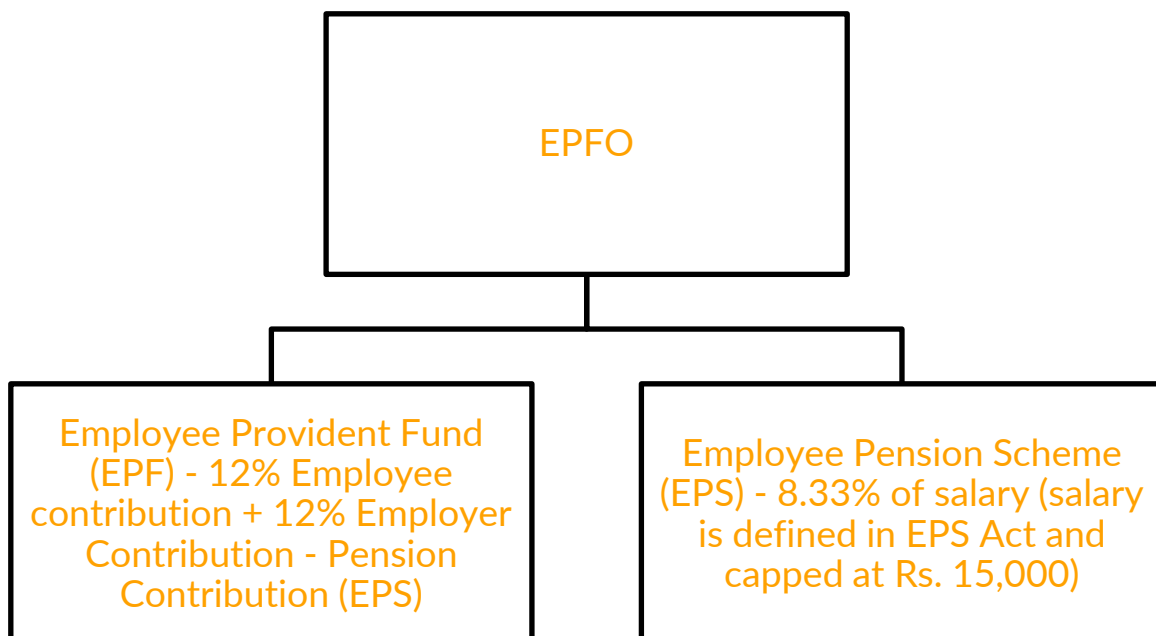 EPFO
Employee Provident Fund
(EPF) - 12% Employee
contribution + 12% Employer
Contribution - Pension
Contribution (EPS)
Employee Pension Scheme
(EPS) - 8.33% of salary (salary
is defined in EPS Act and
capped at Rs. 15,000)